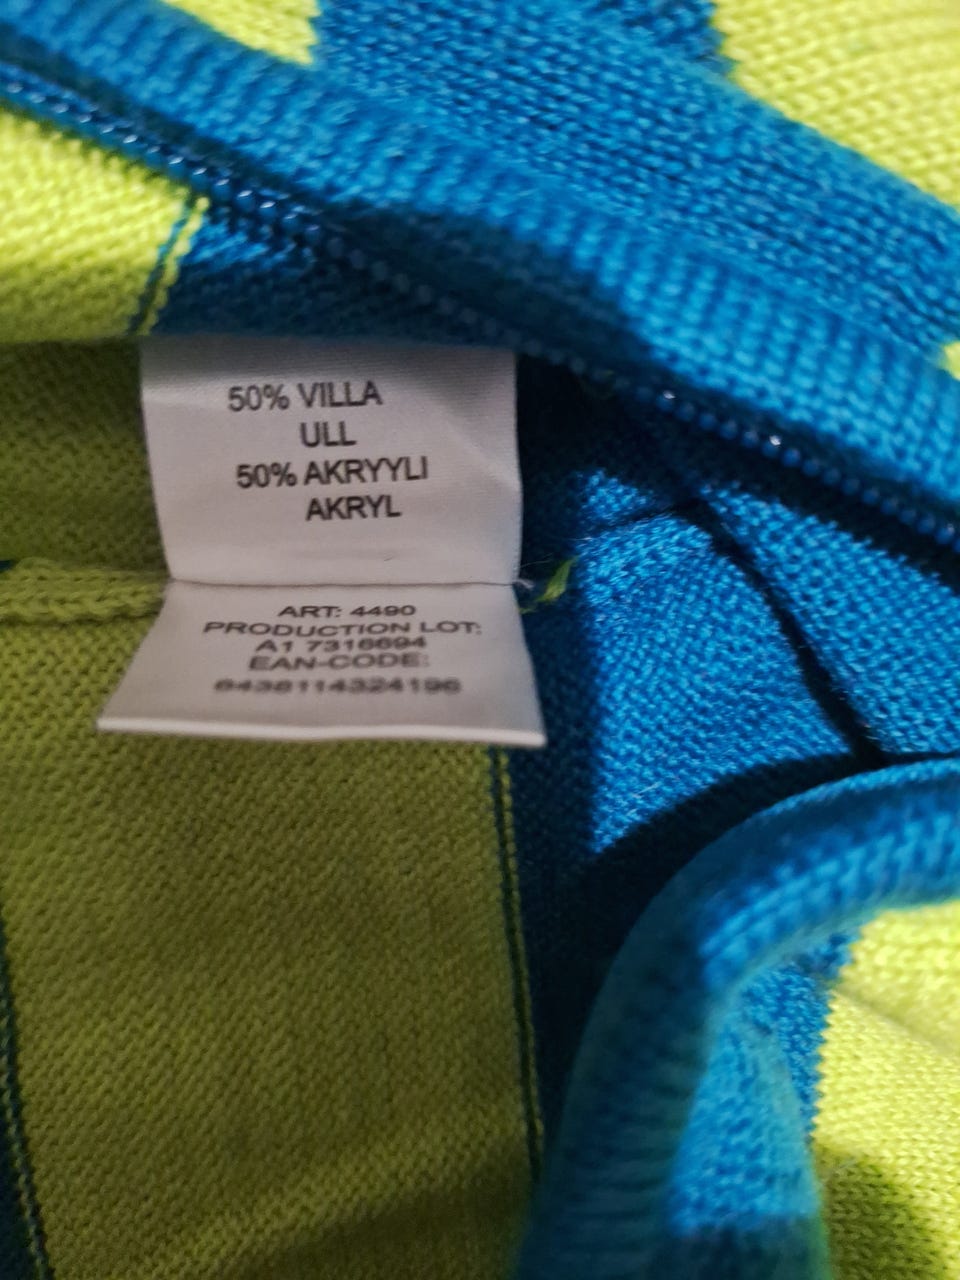 50% VILLA
ULL
50% AKRYYLI
AKRYL
ART: 4490
PRODUCTION LOT:
A1 7316694
EAN-CODE:
6438114324196